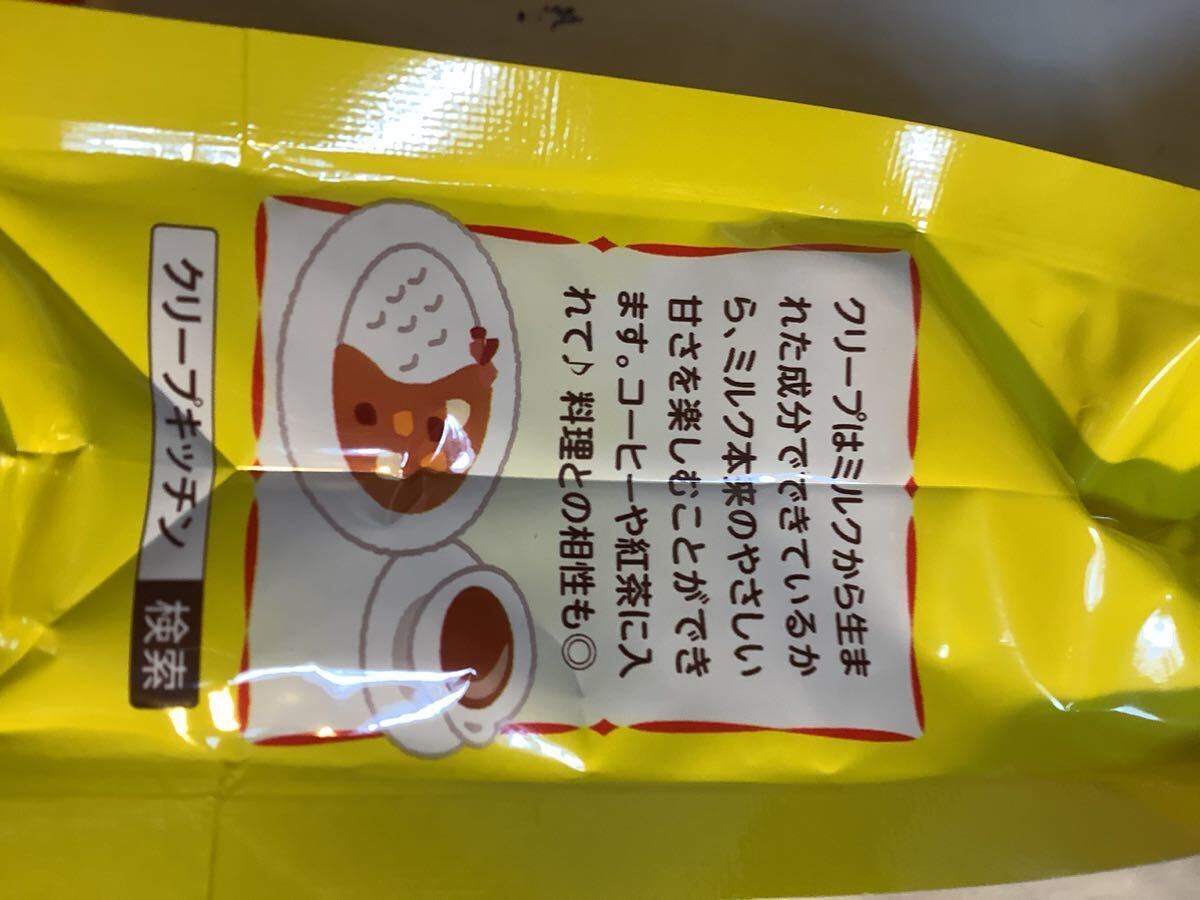 クリープはミルクから生ま
れた成分でできているか
ら、ミルク本来のやさしい
甘さを楽しむことができ
ます。コーヒーや紅茶に入
れて♪ 料理との相性も◎
クリープキッチン 検索